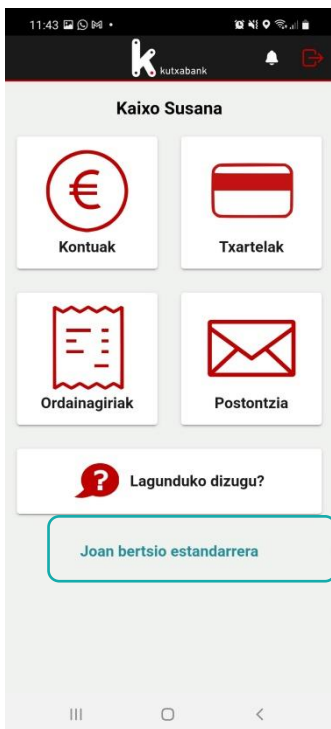 11:43
kutxabank
Kaixo Susana
Kontuak
Txartelak
Ordainagiriak
Postontzia
? Lagunduko dizugu?
Joan bertsio estandarrera